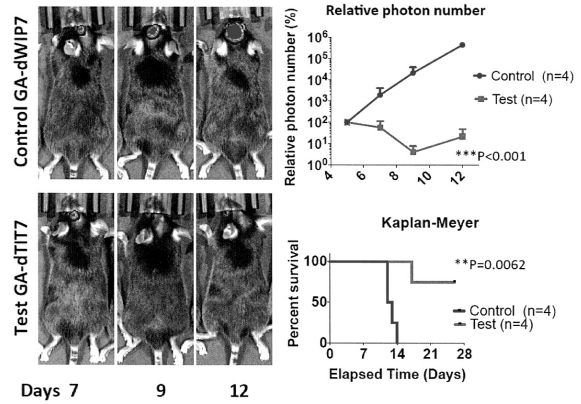 Control GA-dWIP7
Test GA-dTIT7
Days 7 9 12
Relative photon number
Relative photon number (%)
10⁶
10⁵
10⁴
10³
10²
10¹
10⁰
4 6 8 10 12
Control (n=4)
Test (n=4)
***P<0.001
Kaplan-Meyer
Percent survival
100
50
0
0 7 14 21 28
Elapsed Time (Days)
**P=0.0062
Control (n=4)
Test (n=4)